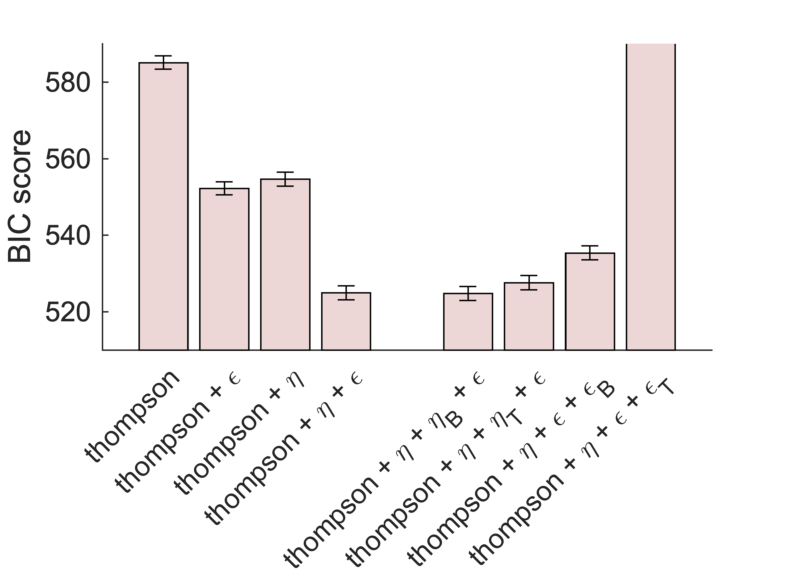 BIC score
580
560
540
520
thompson
thompson + ϵ
thompson + η
thompson + η + ϵ
thompson + η + η_B + ϵ
thompson + η + η_T + ϵ
thompson + η + ϵ + ϵ_B
thompson + η + ϵ + ϵ_T